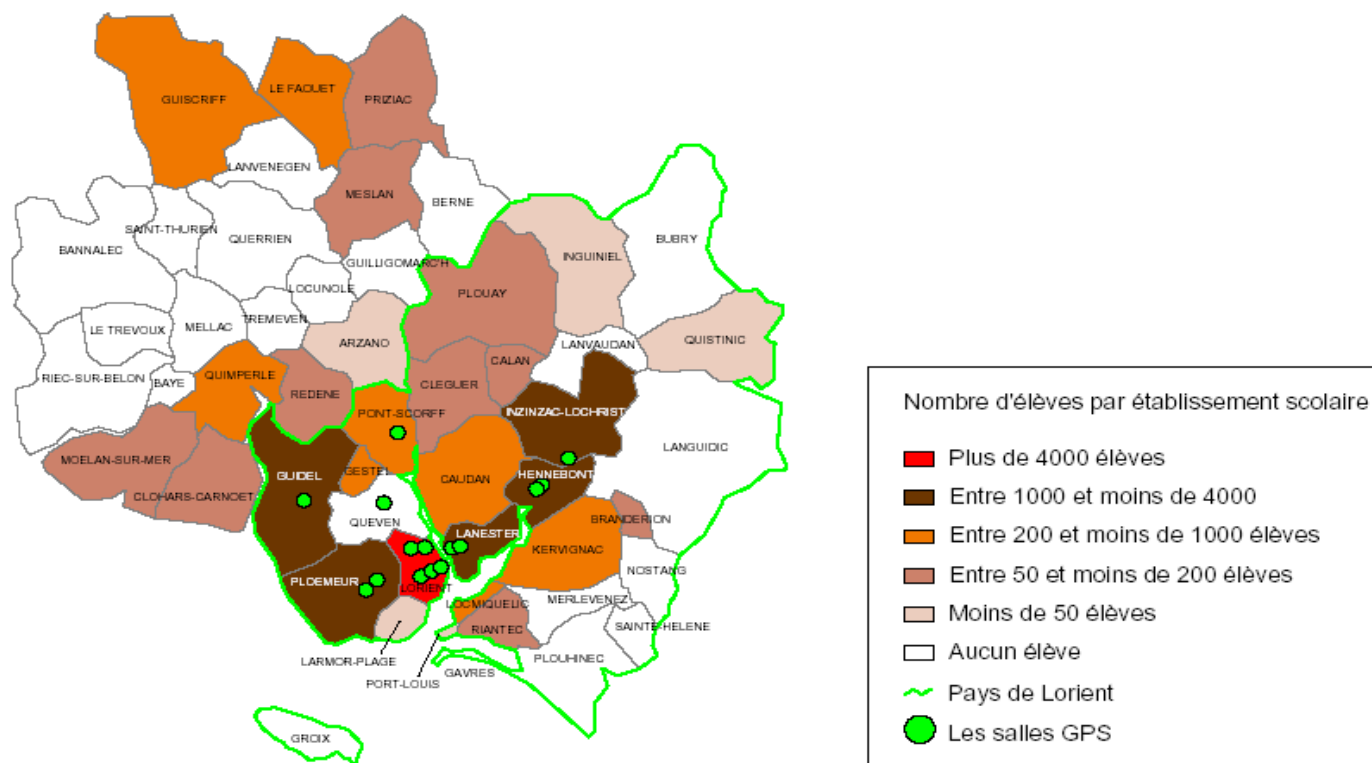 GUISCRIFF
LE FAOUET
PRIZIAC
LANVENEGEN
MESLAN
BERNE
SAINT-THURIEN
QUERRIEN
BANNALEC
BUBRY
INGUINIEL
GUILLIGOMARC'H
LOCUNOLE
PLOUAY
LE TREVOUX
MELLAC
TREMEVEN
ARZANO
LANVAUDAN
QUISTINIC
CALAN
RIEC-SUR-BELON
BAYE
QUIMPERLE
REDENE
CLEGUER
PONT-SCORFF
INZINZAC-LOCHRIST
LANGUIDIC
MOELAN-SUR-MER
CLOHARS-CARNOET
GUIDEL
GESTEL
CAUDAN
HENNEBONT
QUEVEN
LANESTER
BRANDERION
KERVIGNAC
NOSTANG
PLOEMEUR
LORIENT
LOCMIQUELIC
MERLEVENEZ
RIANTEC
SAINTE-HELENE
LARMOR-PLAGE
PORT-LOUIS
GAVRES
PLOUHINEC
GROIX
Nombre d'élèves par établissement scolaire
Plus de 4000 élèves
Entre 1000 et moins de 4000
Entre 200 et moins de 1000 élèves
Entre 50 et moins de 200 élèves
Moins de 50 élèves
Aucun élève
Pays de Lorient
Les salles GPS